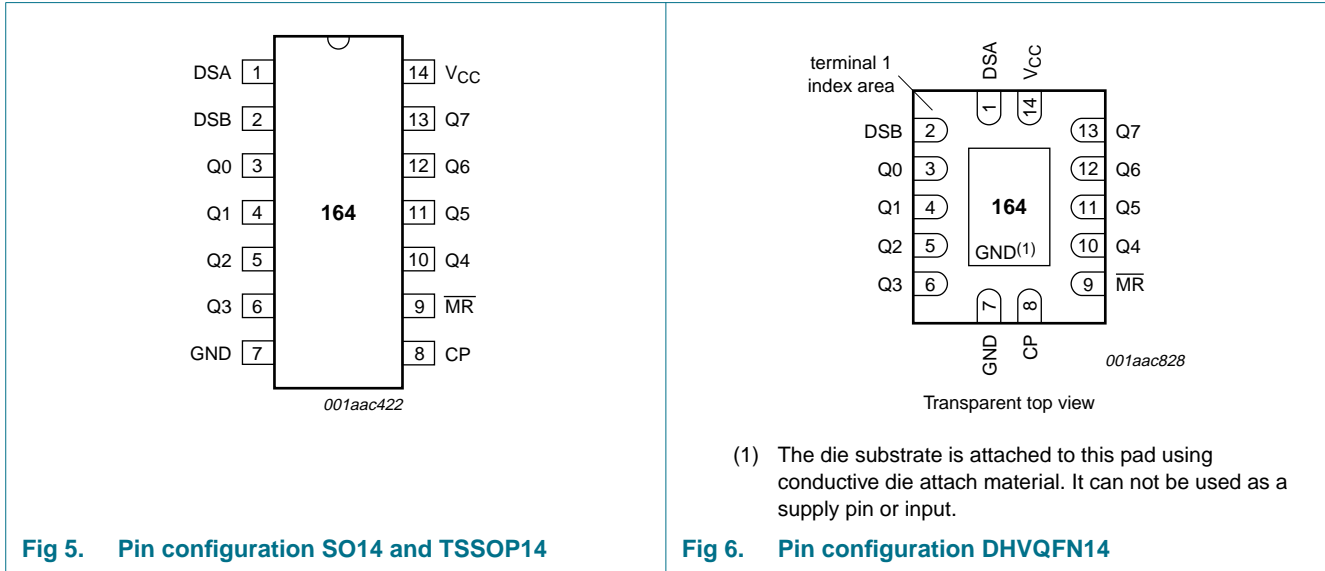 DSA 1 14 VCC
DSB 2 13 Q7
Q0 3 12 Q6
Q1 4 164 11 Q5
Q2 5 10 Q4
Q3 6 9 MR
GND 7 8 CP
001aac422
Fig 5. Pin configuration SO14 and TSSOP14
terminal 1
index area
DSA VCC
1 14
DSB 2 13 Q7
Q0 3 12 Q6
Q1 4 164 11 Q5
Q2 5 GND(1) 10 Q4
Q3 6 9 MR
7 8
GND CP
001aac828
Transparent top view
(1) The die substrate is attached to this pad using
conductive die attach material. It can not be used as a
supply pin or input.
Fig 6. Pin configuration DHVQFN14